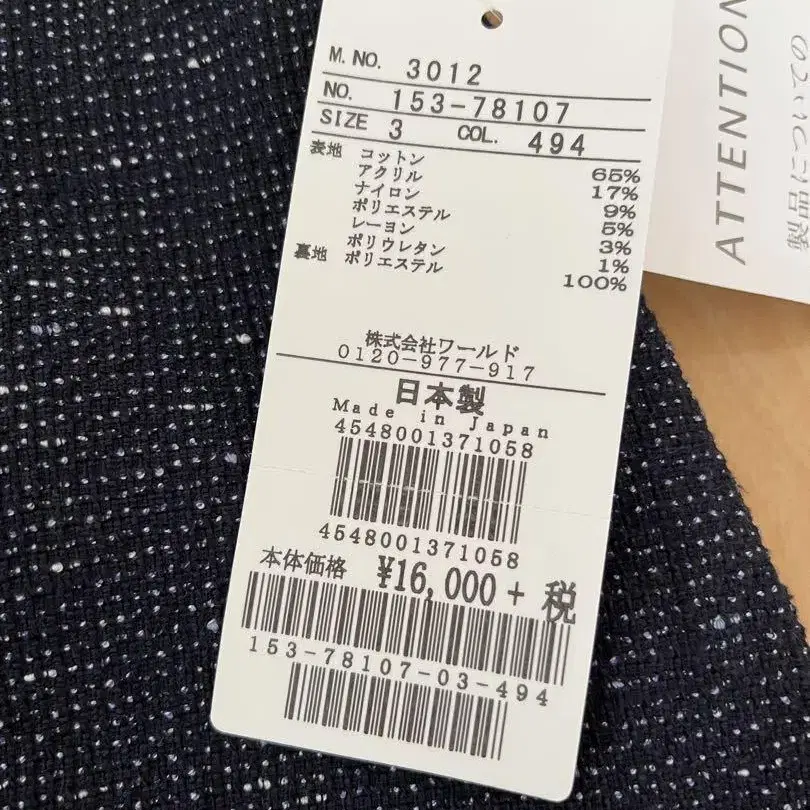 M. NO. 3012
NO. 153-78107
SIZE 3 COL. 494
表地 コットン 65%
アクリル 17%
ナイロン 9%
ポリエステル 5%
レーヨン 3%
ポリウレタン 1%
裏地 ポリエステル 100%
株式会社ワールド
0120-977-917
日本製
Made in Japan
4548001371058
4548001371058
本体価格 ¥16,000 + 税
153-78107-03-494
ATTENTION